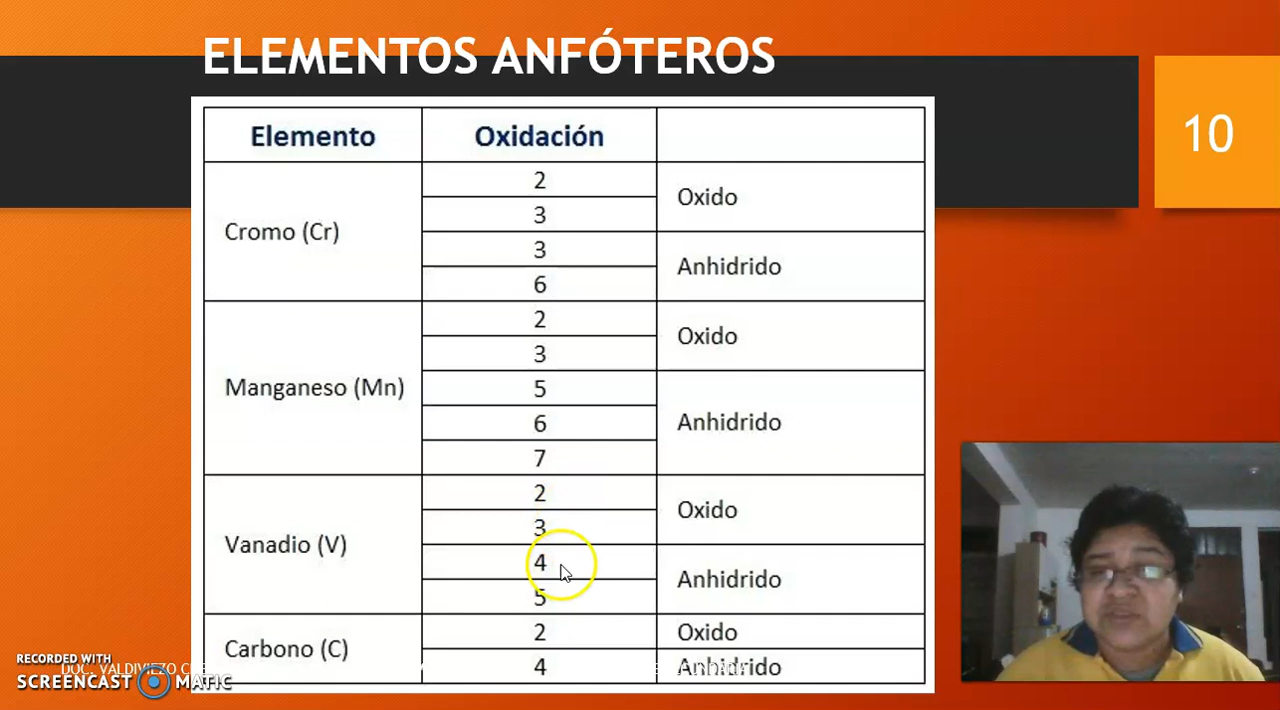 ELEMENTOS ANFÓTEROS
10
Elemento Oxidación
Cromo (Cr)
2
3
Oxido
3
6
Anhidrido
Manganeso (Mn)
2
3
Oxido
5
6
7
Anhidrido
Vanadio (V)
2
3
Oxido
4
5
Anhidrido
Carbono (C)
2
Oxido
4
Anhidrido
DOC, VALDIVIEZO
RECORDED WITH
SCREENCAST MATIC